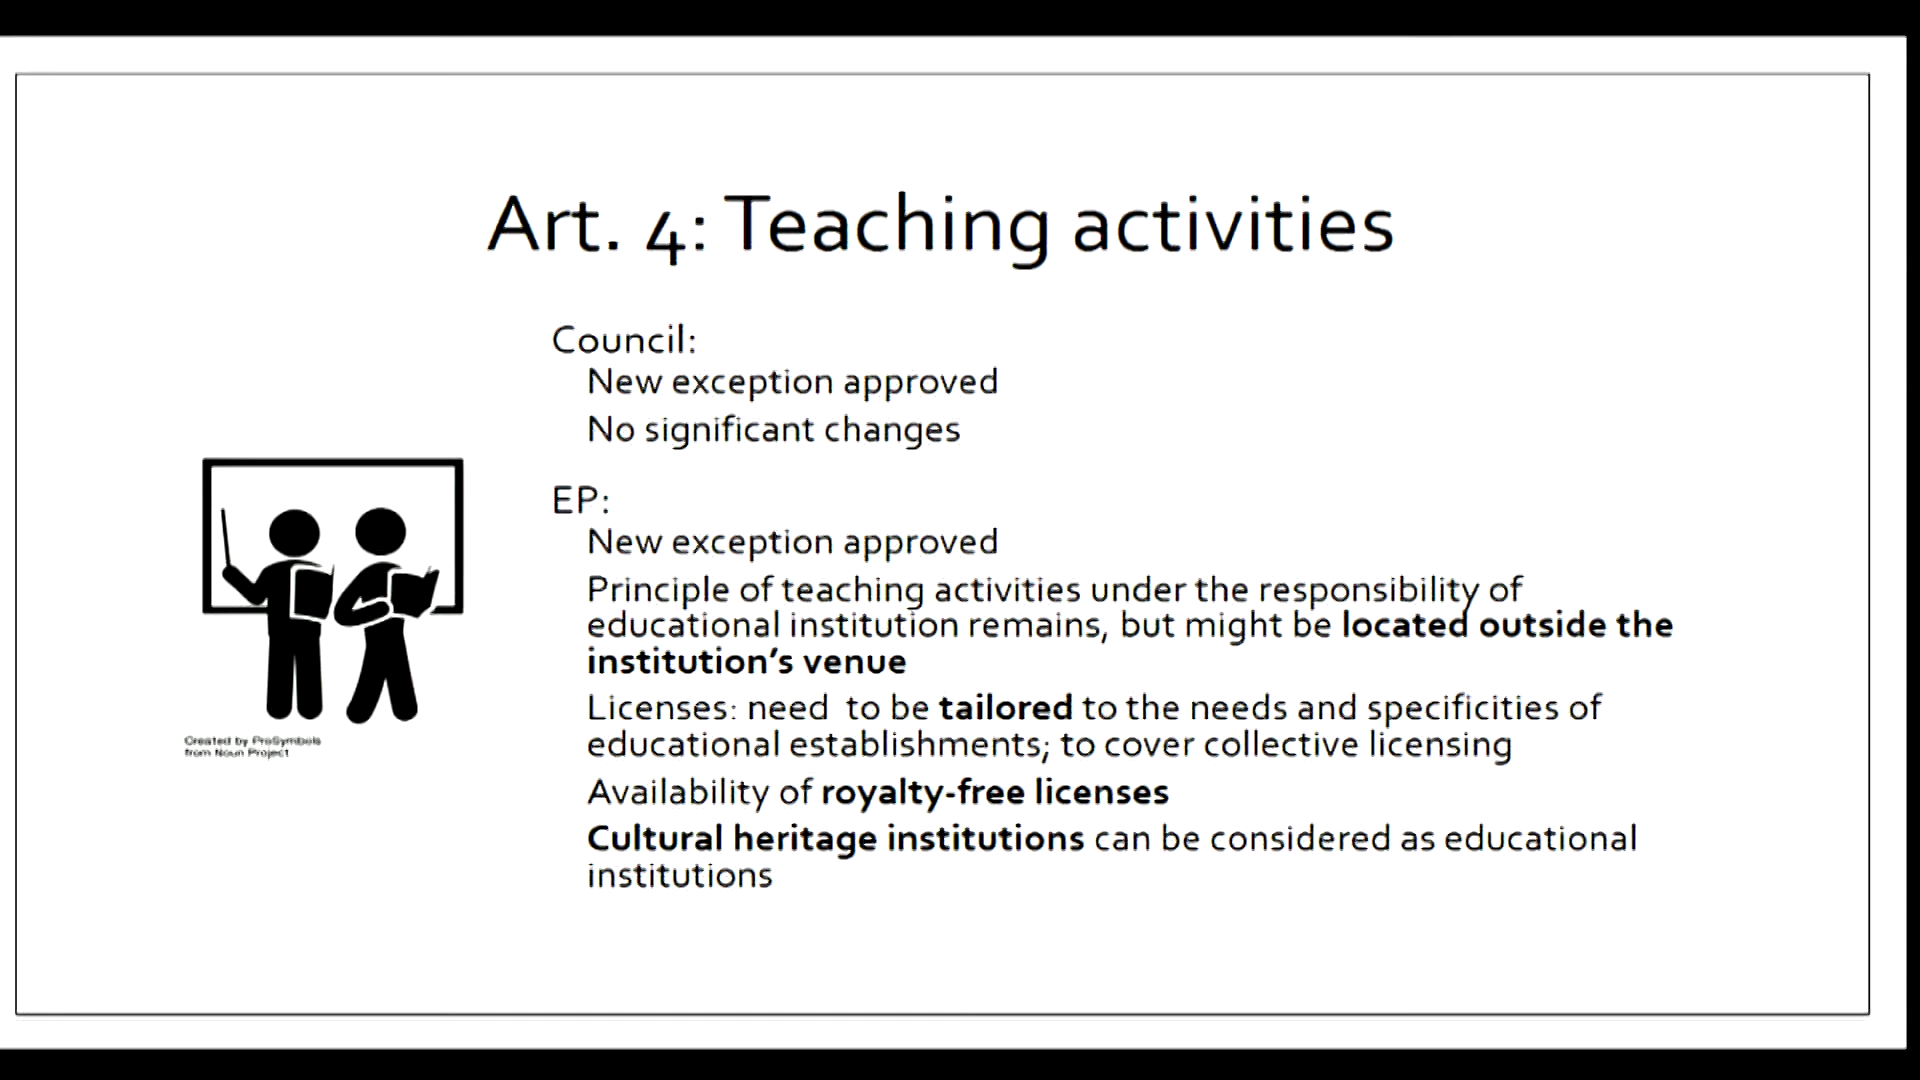 Art. 4: Teaching activities
Council:
New exception approved
No significant changes
EP:
New exception approved
Principle of teaching activities under the responsibility of
educational institution remains, but might be located outside the
institution’s venue
Licenses: need  to be tailored to the needs and specificities of
educational establishments; to cover collective licensing
Availability of royalty-free licenses
Cultural heritage institutions can be considered as educational
institutions
Created by ProSymbols
from Noun Project